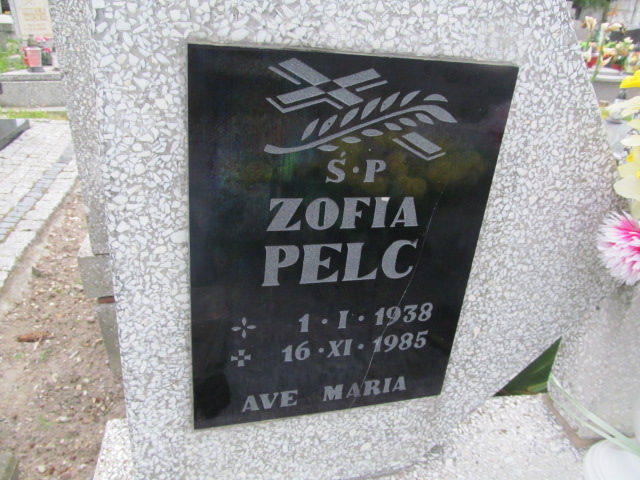 Ś·P
ZOFIA
PELC
1·I·1938
16·XI·1985
AVE MARIA